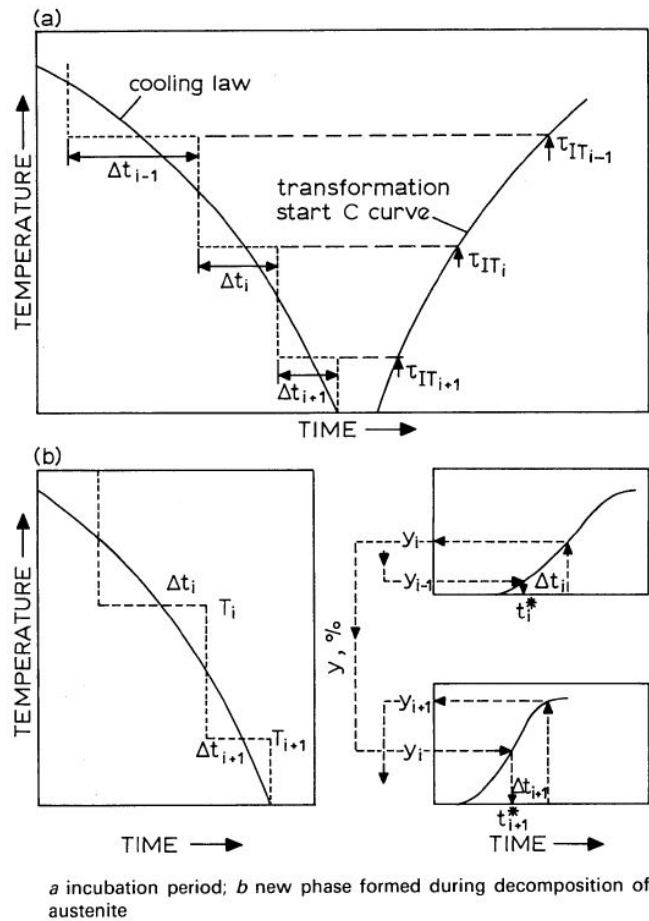 (a)
cooling law
Δt i-1
τ IT i-1
transformation
start C curve
Δt i
τ IT i
Δt i+1
τ IT i+1
TEMPERATURE
TIME
(b)
Δt i
T i
Δt i+1
T i+1
TEMPERATURE
TIME
y, %
y i
y i-1
Δt i
t i *
y i+1
y i
Δt i+1
t i+1 *
TIME
a incubation period; b new phase formed during decomposition of
austenite